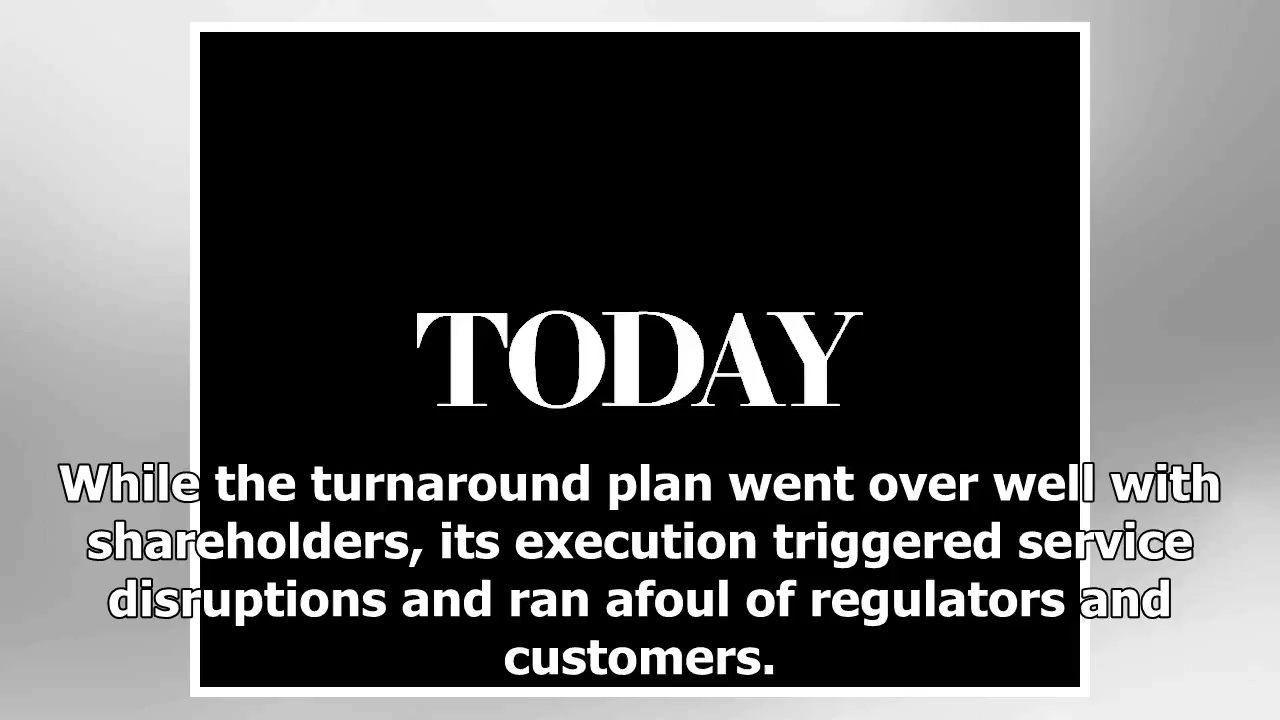 TODAY
While the turnaround plan went over well with
shareholders, its execution triggered service
disruptions and ran afoul of regulators and
customers.